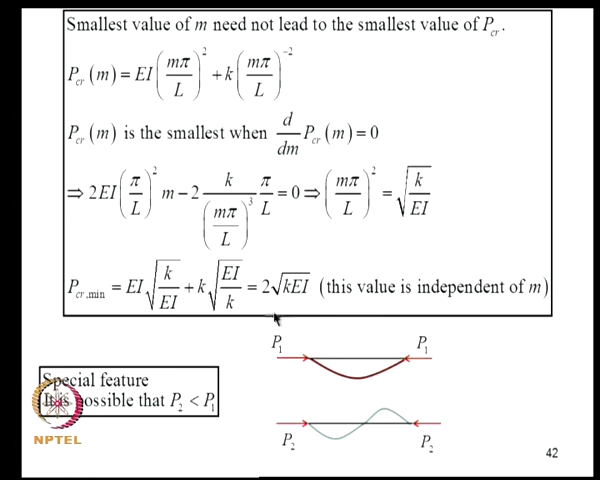 Smallest value of m need not lead to the smallest value of P_cr.
P_cr (m) = EI (mπ/L)^2 + k (mπ/L)^-2
P_cr (m) is the smallest when d/dm P_cr (m) = 0
⇒ 2EI (π/L)^2 m − 2 k/(mπ/L)^3 π/L = 0 ⇒ (mπ/L)^2 = √(k/EI)
P_cr,min = EI √(k/EI) + k √(EI/k) = 2√(kEI) (this value is independent of m)
P_1 P_1
Special feature
It is possible that P_2 < P_1
P_2 P_2
NPTEL
42